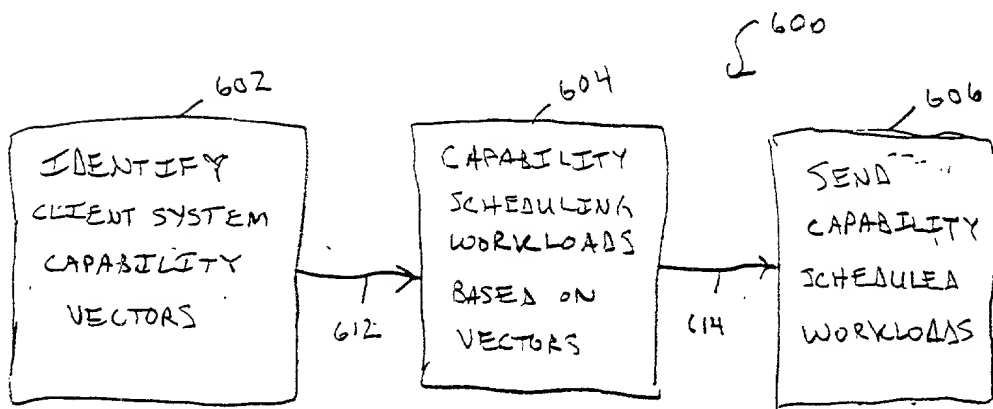 600
602
IDENTIFY
CLIENT SYSTEM
CAPABILITY
VECTORS
612
604
CAPABILITY
SCHEDULING
WORKLOADS
BASED ON
VECTORS
614
606
SEND
CAPABILITY
SCHEDULED
WORKLOADS